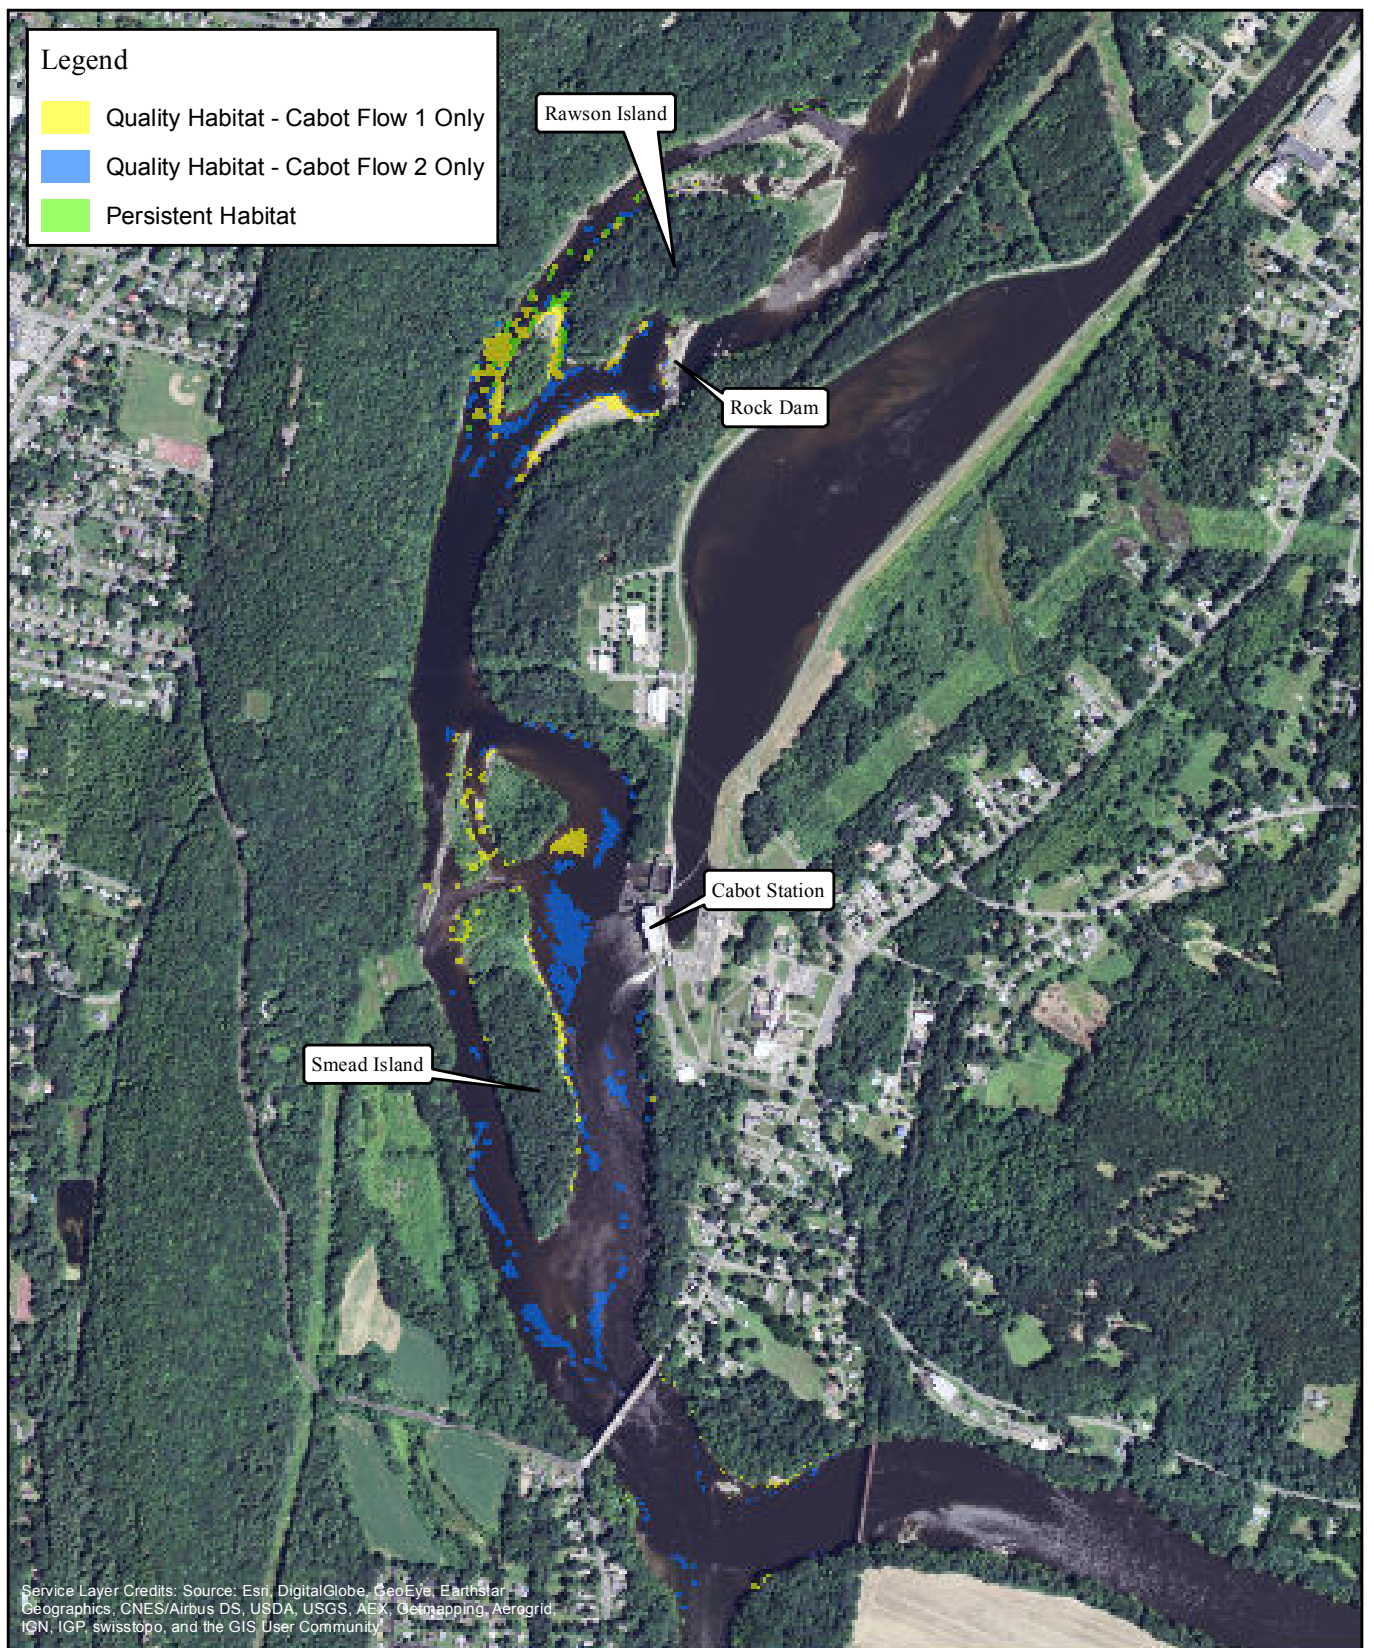 Legend
Quality Habitat - Cabot Flow 1 Only
Quality Habitat - Cabot Flow 2 Only
Persistent Habitat
Rawson Island
Rock Dam
Cabot Station
Smead Island
Service Layer Credits: Source: Esri, DigitalGlobe, GeoEye, Earthstar
Geographics, CNES/Airbus DS, USDA, USGS, AEX, Getmapping, Aerogrid,
IGN, IGP, swisstopo, and the GIS User Community